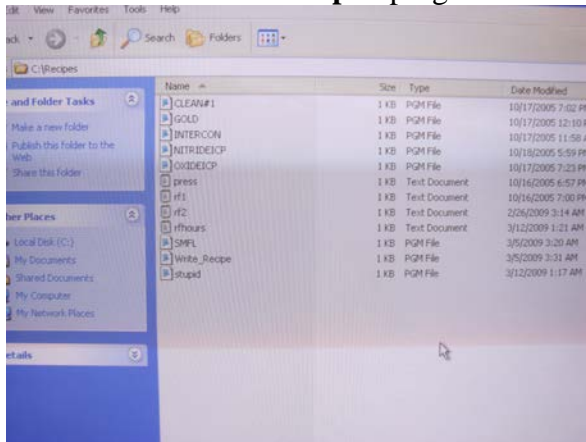 Edit View Favorites Tools Help
Search Folders
C:\Recipes
Name Size Type Date Modified
CLEAN#1 1 KB PGM File 10/17/2005 7:02 PM
GOLD 1 KB PGM File 10/17/2005 12:10
INTERCON 1 KB PGM File 10/17/2005 11:58
NITRIDEICP 1 KB PGM File 10/18/2005 5:59 PM
OXIDEICP 1 KB PGM File 10/17/2005 7:23 PM
press 1 KB Text Document 10/16/2005 6:57 PM
rf1 1 KB Text Document 10/16/2005 7:00 PM
rf2 1 KB Text Document 2/26/2009 3:14 AM
rfhours 1 KB Text Document 3/12/2009 1:21 AM
SMFL 1 KB PGM File 3/5/2009 3:20 AM
Write_Recipe 1 KB PGM File 3/5/2009 3:31 AM
stupid 1 KB PGM File 3/12/2009 1:17 AM
and Folder Tasks
Make a new folder
Publish this folder to the
Web
Share this folder
Places
Local Disk (C:)
My Documents
Shared Documents
My Computer
My Network Places
Details